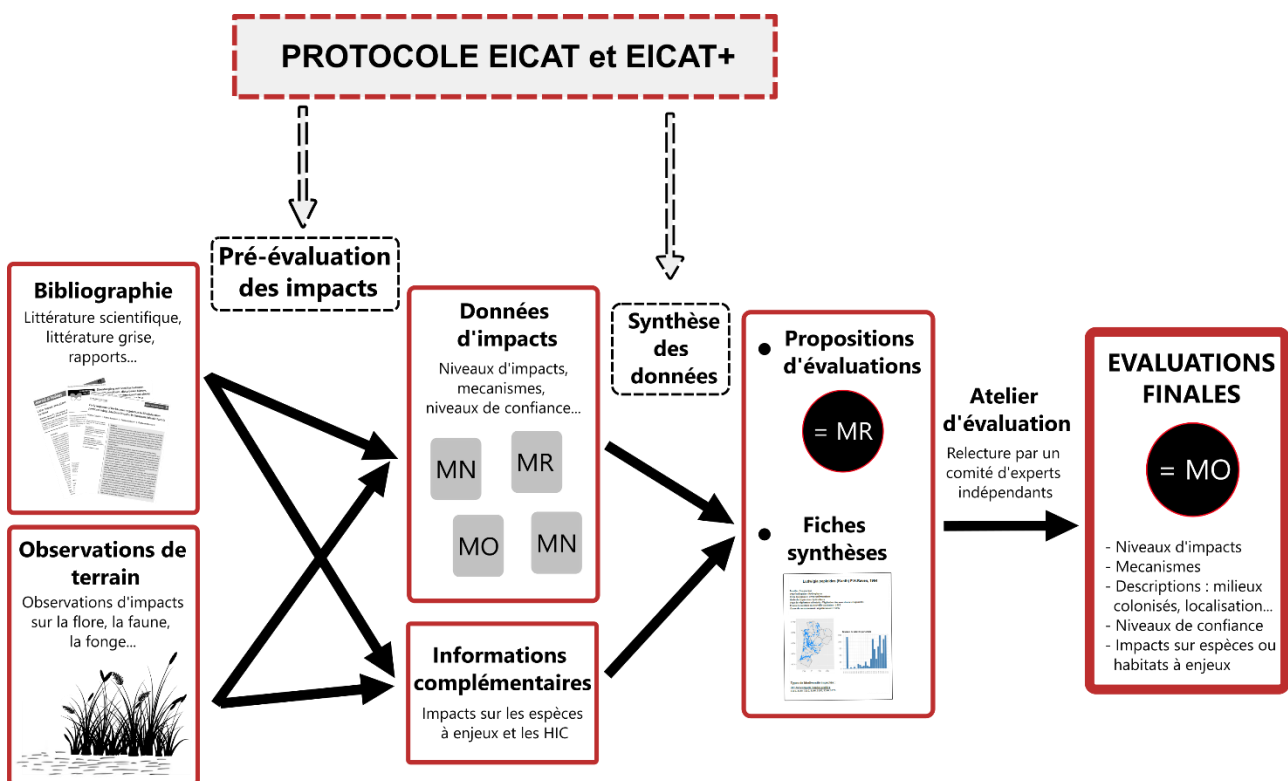 PROTOCOLE EICAT et EICAT+
Pré-évaluation
des impacts
Bibliographie
Littérature scientifique,
littérature grise,
rapports...
Observations de
terrain
Observations d'impacts
sur la flore, la faune,
la fonge...
Données
d'impacts
Niveaux d'impacts,
mecanismes,
niveaux de confiance...
MN
MR
MO
MN
Informations
complémentaires
Impacts sur les espèces
à enjeux et les HIC
Synthèse
des
données
● Propositions
d'évaluations
= MR
● Fiches
synthèses
Atelier
d'évaluation
Relecture par un
comité d'experts
indépendants
EVALUATIONS
FINALES
= MO
- Niveaux d'impacts
- Mecanismes
- Descriptions : milieux
colonisés, localisation...
- Niveaux de confiance
- Impacts sur espèces ou
habitats à enjeux